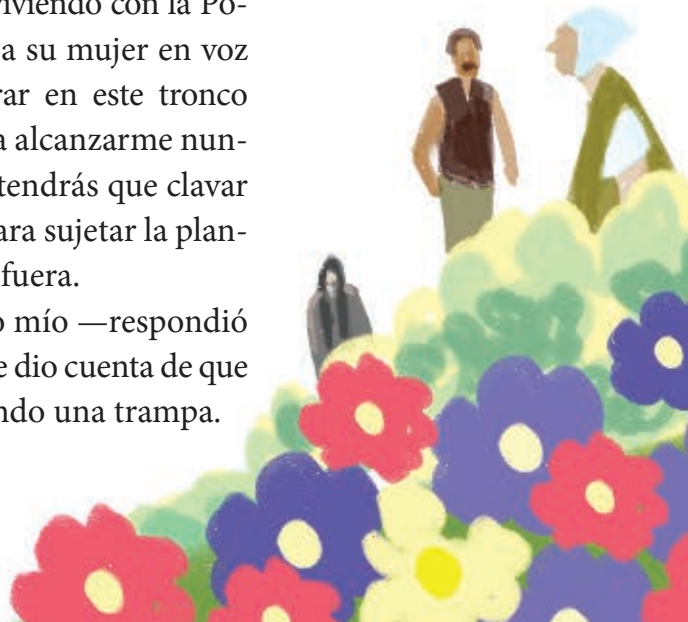 viviendo con la Po-
a su mujer en voz
rar en este tronco
a alcanzarme nun-
tendrás que clavar
ara sujetar la plan-
fuera.
o mío —respondió
e dio cuenta de que
ndo una trampa.